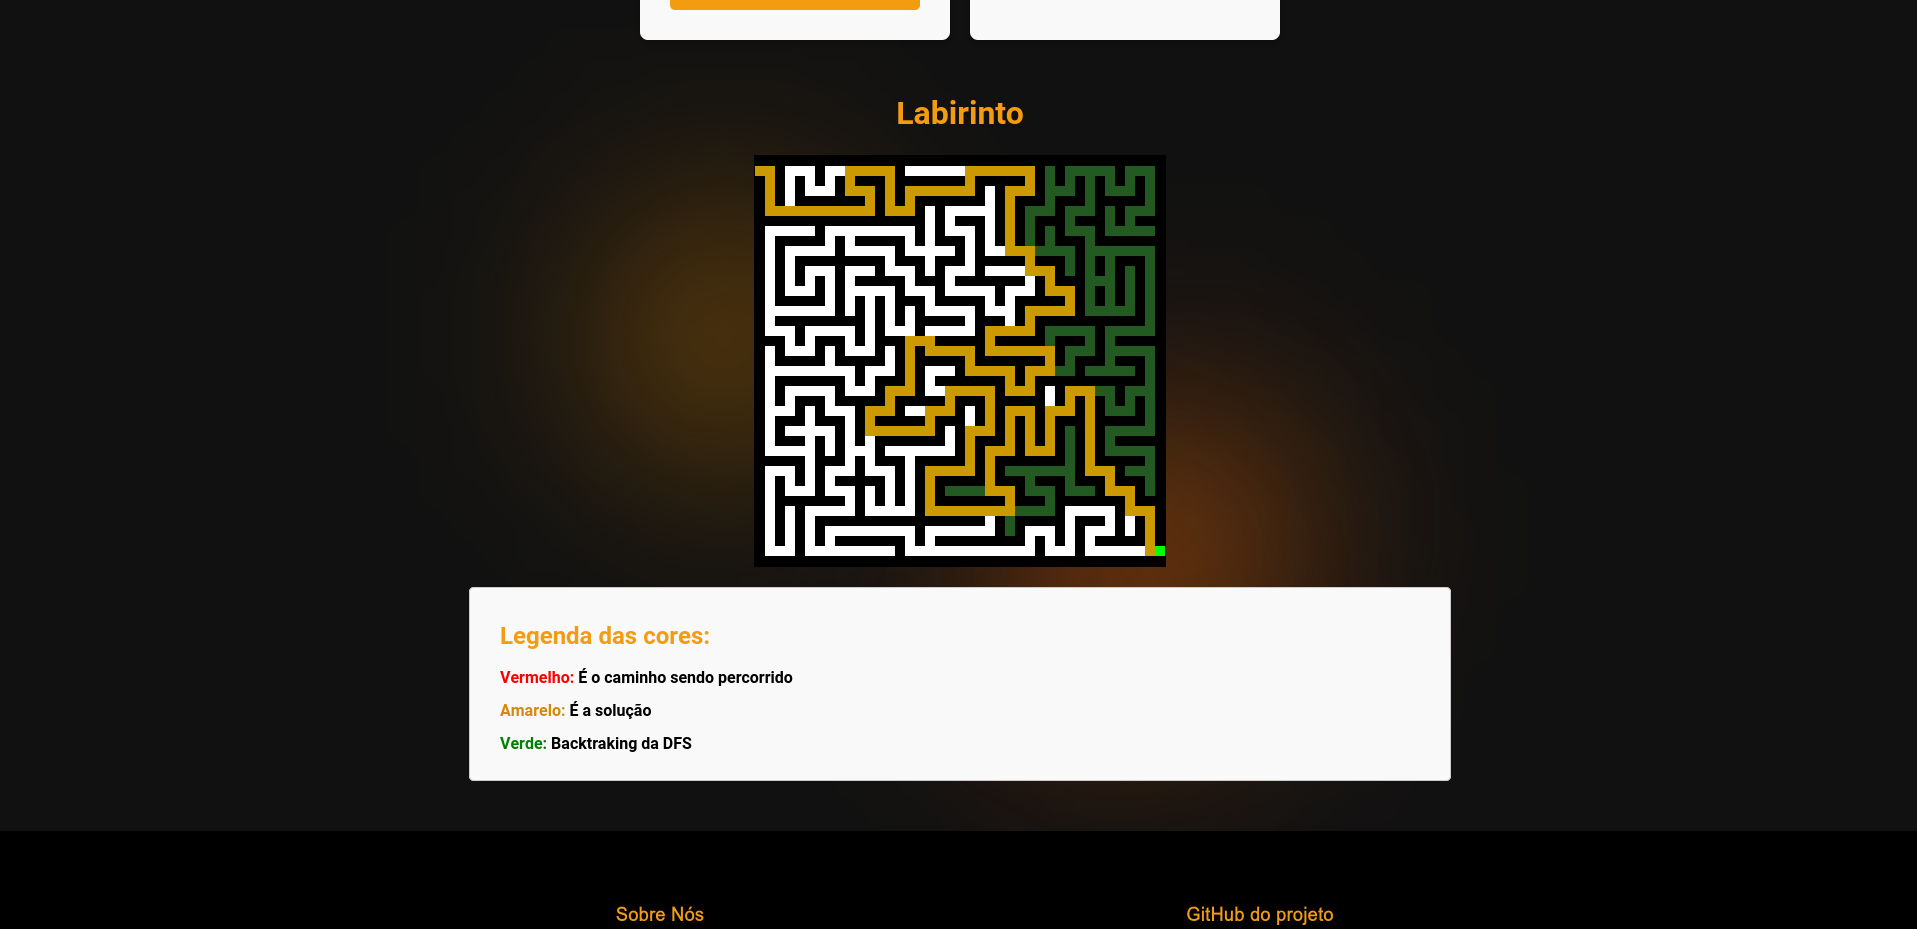 Labirinto
Legenda das cores:
Vermelho: É o caminho sendo percorrido
Amarelo: É a solução
Verde: Backtraking da DFS
Sobre Nós
GitHub do projeto